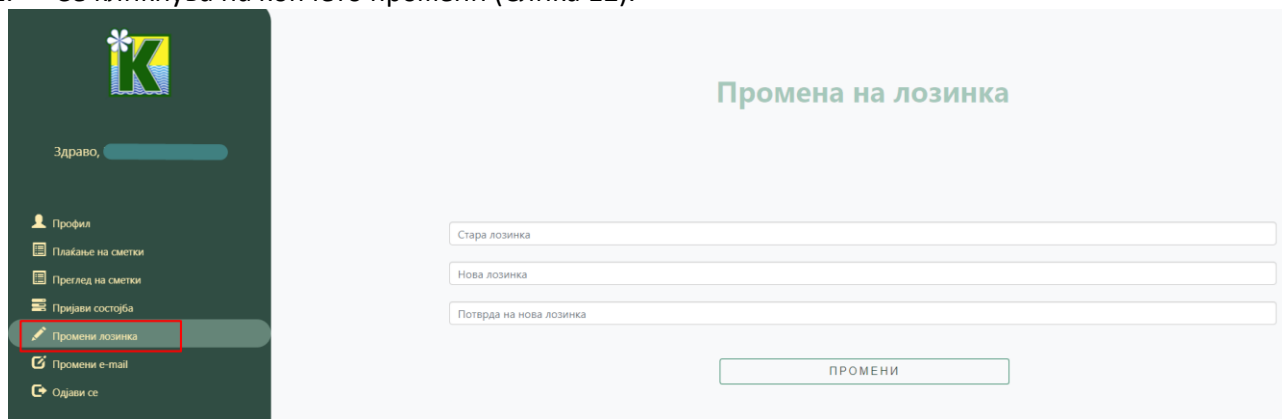 Се кликнува на копчето промени (Слика 22).
K
Промена на лозинка
Здраво,
Профил
Плаќање на сметки
Преглед на сметки
Пријави состојба
Промени лозинка
Промени e-mail
Одјави се
Стара лозинка
Нова лозинка
Потврда на нова лозинка
ПРОМЕНИ